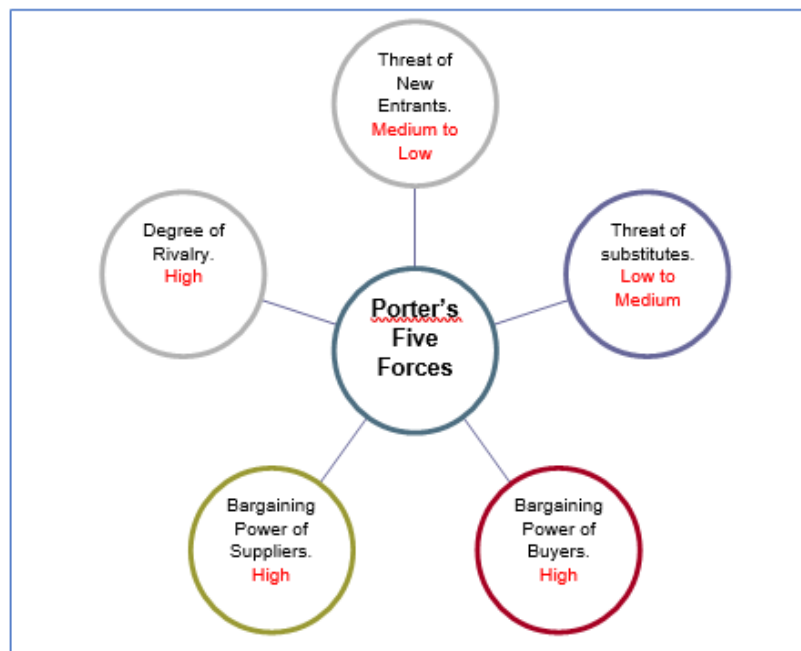 Threat of
New
Entrants.
Medium to
Low
Degree of
Rivalry.
High
Threat of
substitutes.
Low to
Medium
Porter's
Five
Forces
Bargaining
Power of
Suppliers.
High
Bargaining
Power of
Buyers.
High